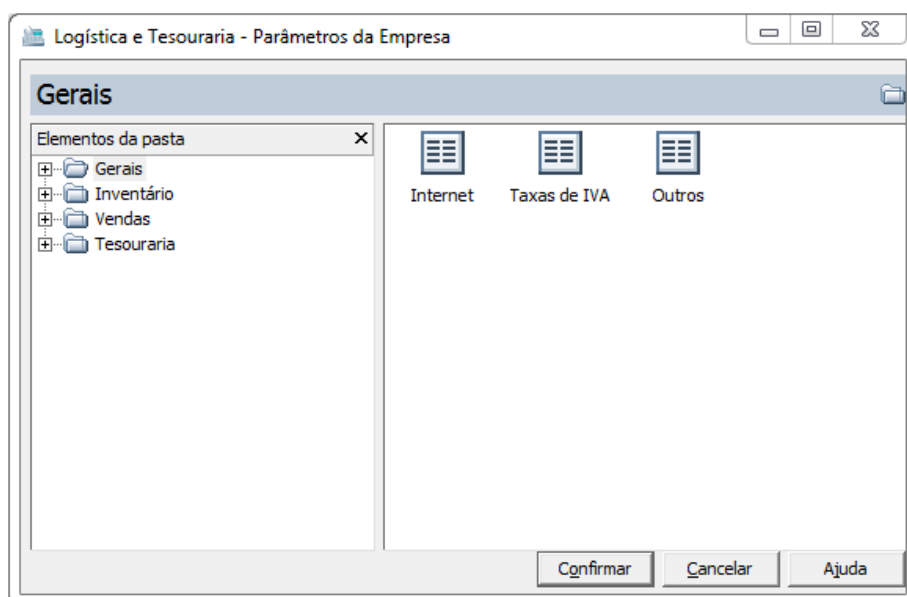 Logística e Tesouraria - Parâmetros da Empresa
Gerais
Elementos da pasta
Gerais
Inventário
Vendas
Tesouraria
Internet Taxas de IVA Outros
Confirmar Cancelar Ajuda